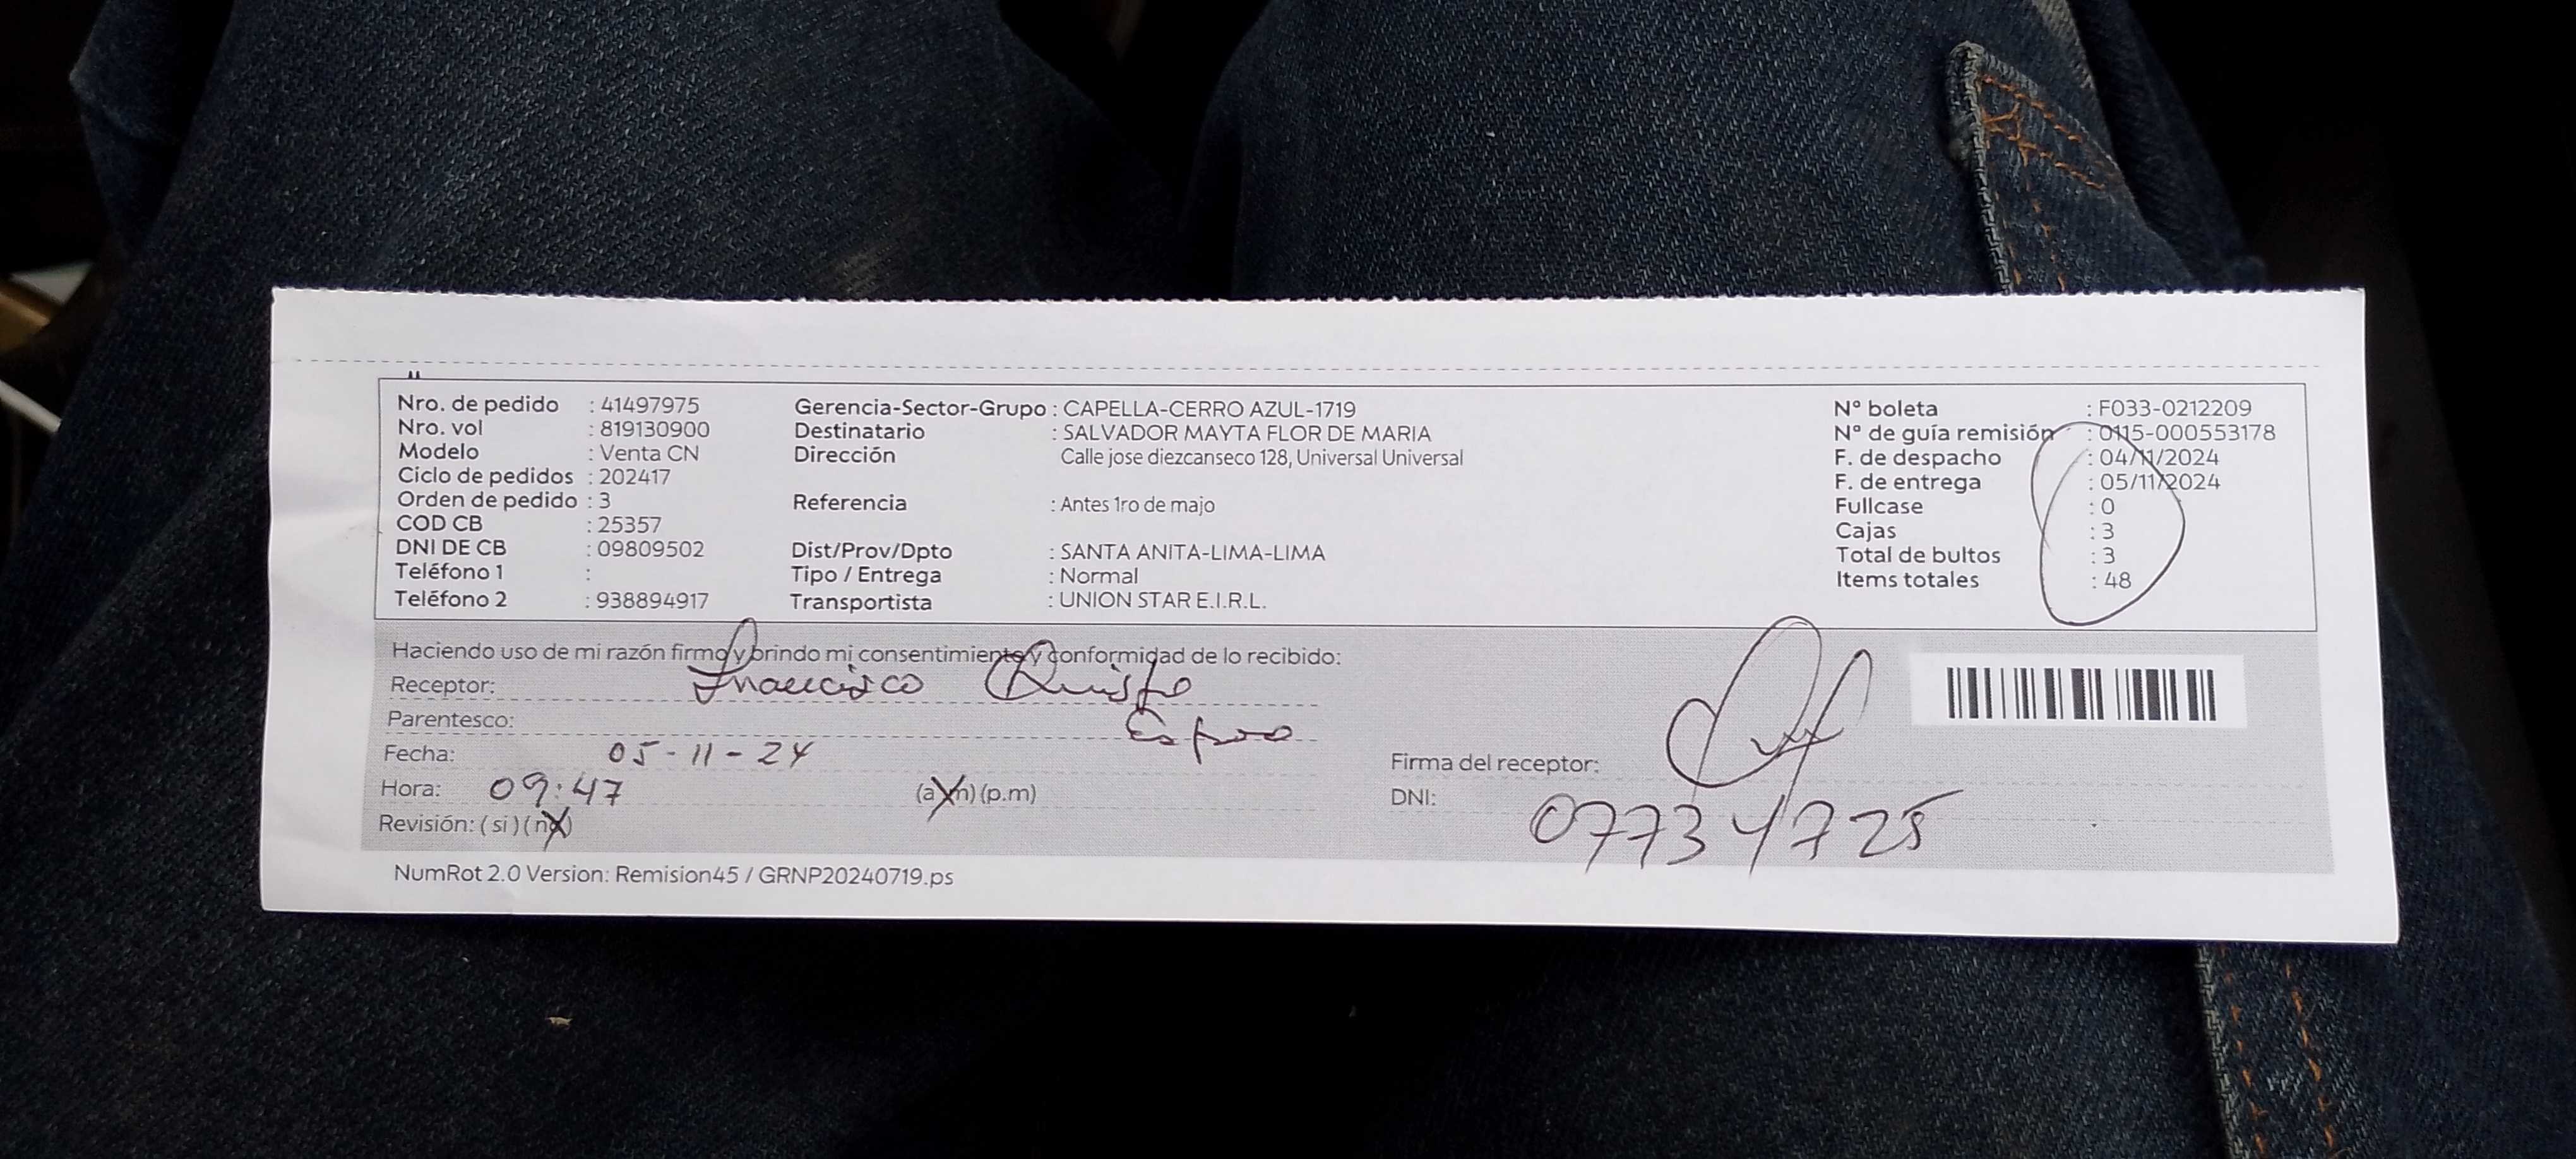 Nro. de pedido : 41497975
Nro. vol : 819130900
Modelo : Venta CN
Ciclo de pedidos : 202417
Orden de pedido : 3
COD CB : 25357
DNI DE CB : 09809502
Teléfono 1 :
Teléfono 2 : 938894917
Gerencia-Sector-Grupo : CAPELLA-CERRO AZUL-1719
Destinatario : SALVADOR MAYTA FLOR DE MARIA
Dirección Calle jose diezcanseco 128, Universal Universal
Referencia : Antes 1ro de majo
Dist/Prov/Dpto : SANTA ANITA-LIMA-LIMA
Tipo / Entrega : Normal
Transportista : UNION STAR E.I.R.L.
N° boleta : F033-0212209
N° de guía remisión : 0115-000553178
F. de despacho : 04/11/2024
F. de entrega : 05/11/2024
Fullcase : 0
Cajas : 3
Total de bultos : 3
Items totales : 48
Haciendo uso de mi razón firmo y brindo mi consentimiento y conformidad de lo recibido:
Receptor: Francisco
Parentesco:
Fecha: 05-11-24
Hora: 09:47 (a.m) (p.m)
Revisión: (si) (no)
Firma del receptor:
DNI: 07734725
NumRot 2.0 Version: Remision45 / GRNP20240719.ps